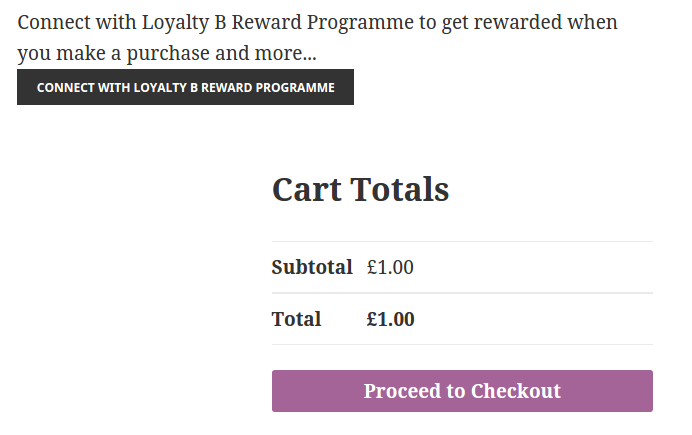 Connect with Loyalty B Reward Programme to get rewarded when
you make a purchase and more...
CONNECT WITH LOYALTY B REWARD PROGRAMME
Cart Totals
Subtotal £1.00
Total £1.00
Proceed to Checkout